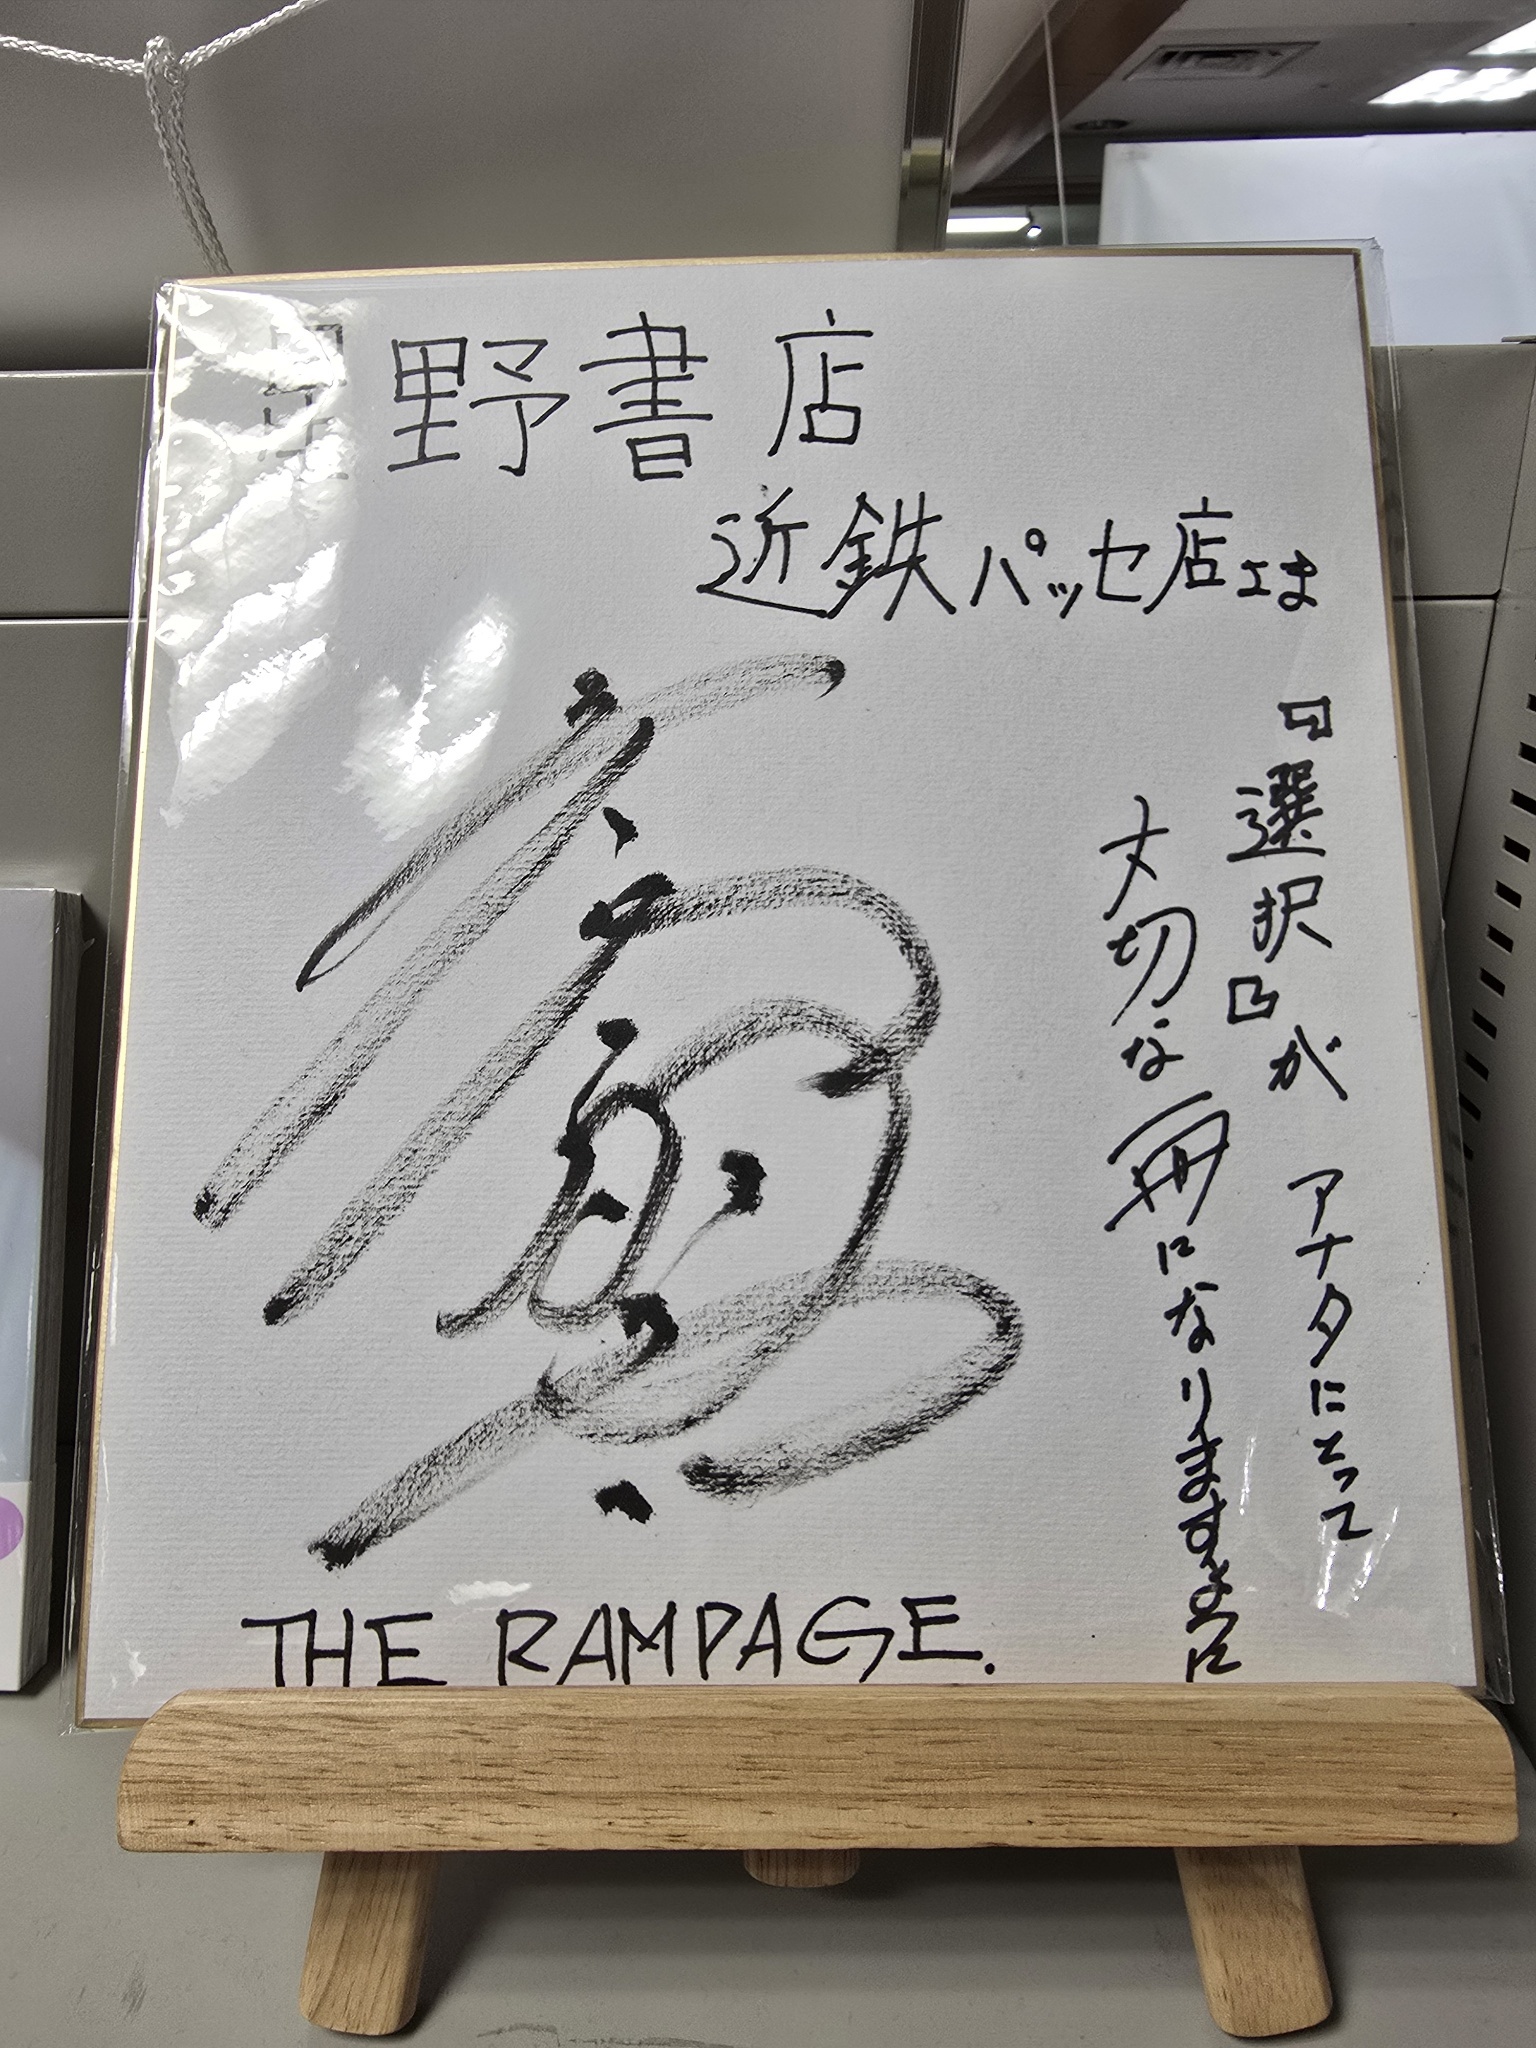 星野書店
近鉄パッセ店さま
『選択』が アナタにとって
大切な一冊になりますように
THE RAMPAGE.